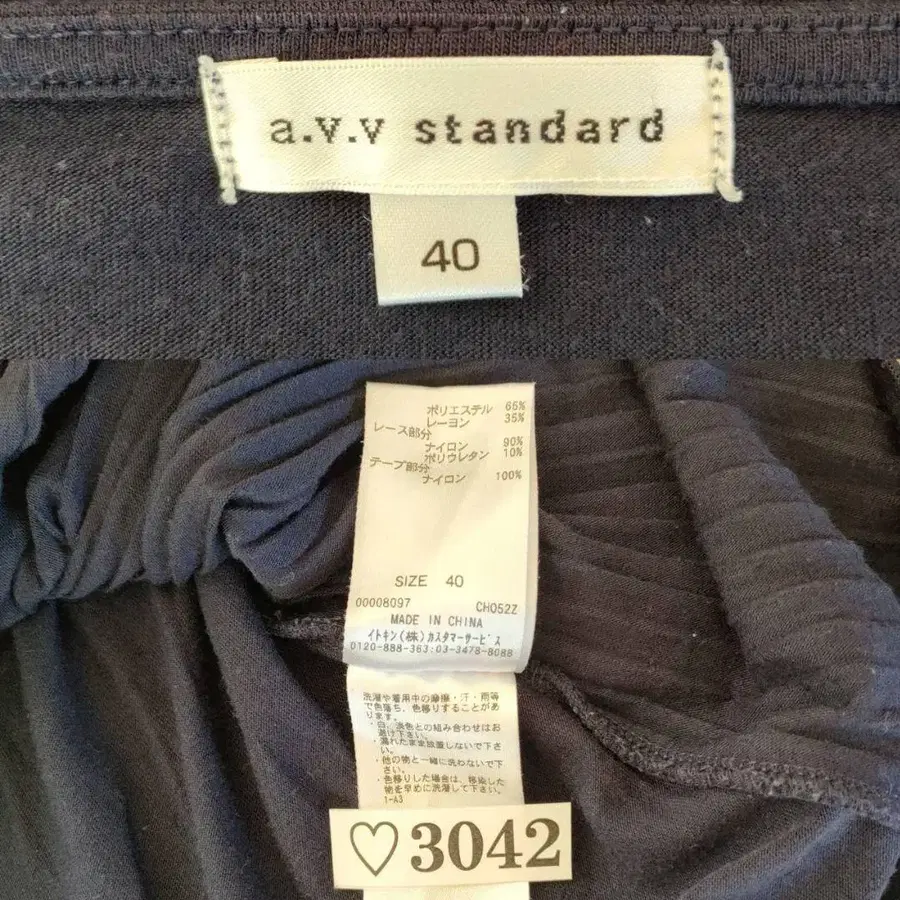 a.v.v standard
40
ポリエステル 65%
レーヨン 35%
レース部分
ナイロン 90%
ポリウレタン 10%
テープ部分
ナイロン 100%
SIZE 40
00008097 CH052Z
MADE IN CHINA
イトキン(株)カスタマーサービス
0120-888-363:03-3478-8088
洗濯や着用中の摩擦・汗・雨等
で色落ち、色移りすることがあ
ります。
・白、淡色との組み合わせはお
避け下さい。
・濡れたまま放置しないで下さ
い。
・他の物と一緒に洗わないで下
さい。
・色移りした場合は、移染した
物を早めに洗濯して下さい。
1-A3
♡3042